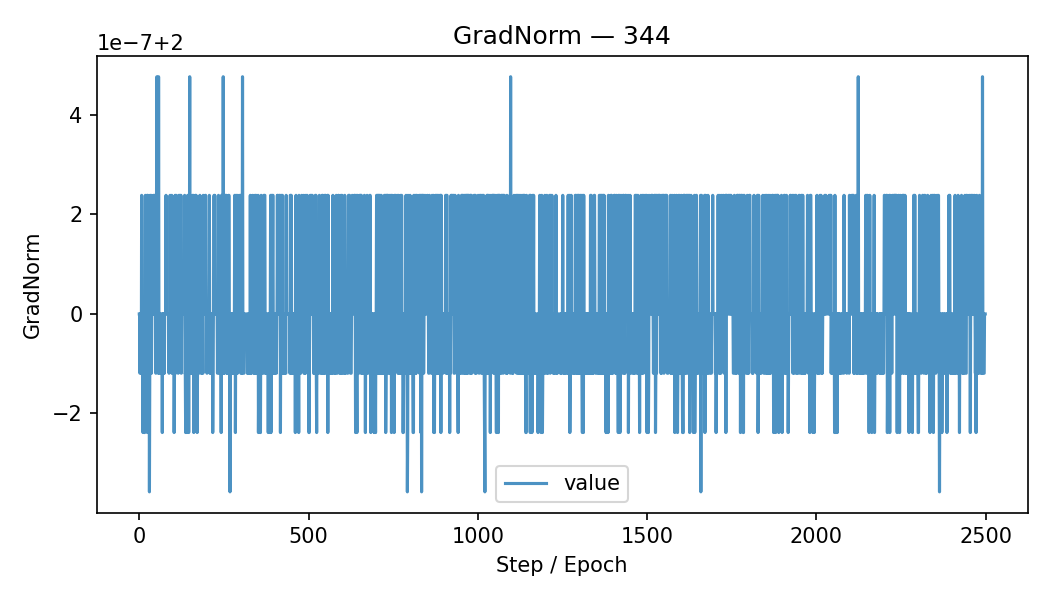 GradNorm — 344
1e−7+2
4
2
0
−2
GradNorm
value
0 500 1000 1500 2000 2500
Step / Epoch